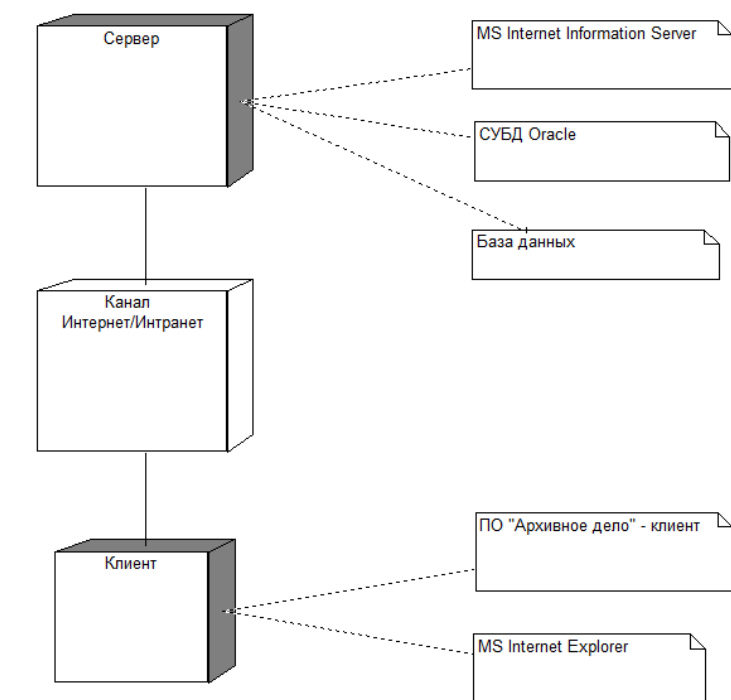 Сервер
MS Internet Information Server
СУБД Oracle
База данных
Канал
Интернет/Интранет
ПО "Архивное дело" - клиент
Клиент
MS Internet Explorer